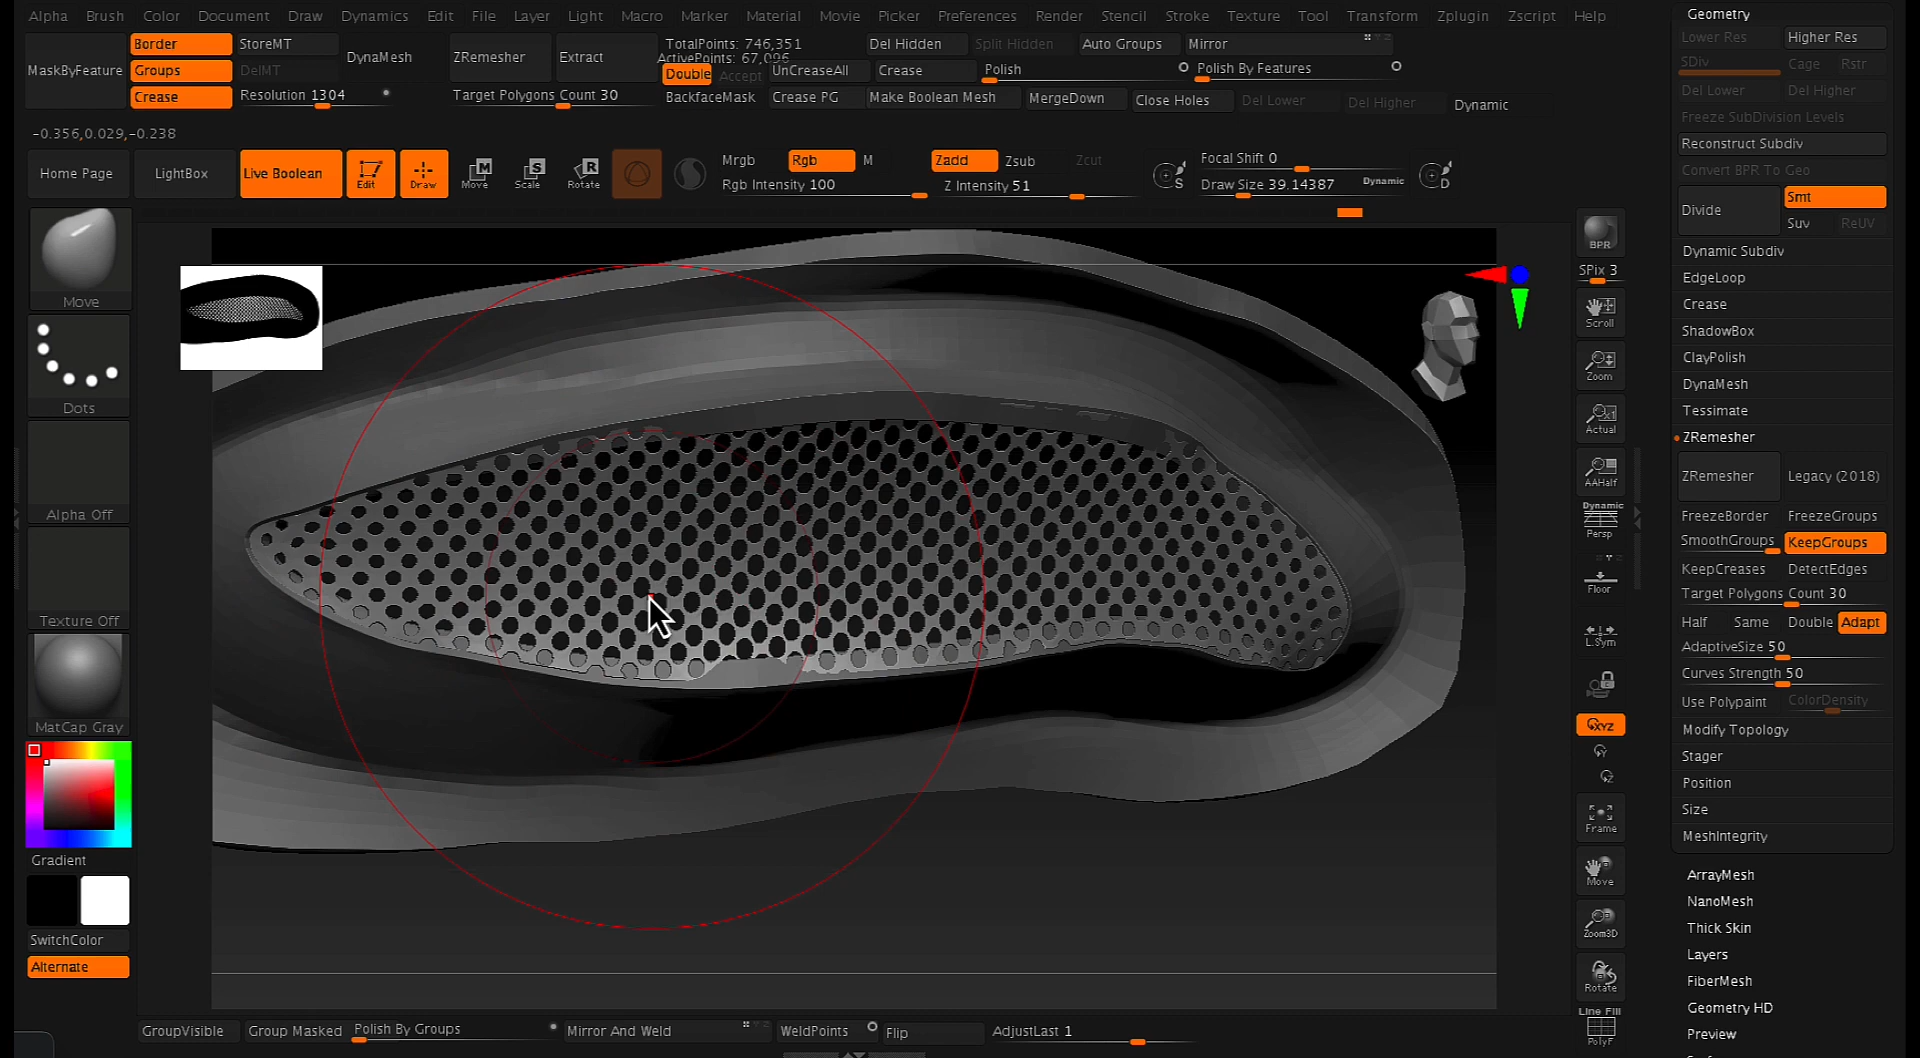 Alpha Brush Color Document Draw Dynamics Edit File Layer Light Macro Marker Material Movie Picker Preferences Render Stencil Stroke Texture Tool Transform Zplugin Zscript Help
MaskByFeature
Border
Groups
Crease
StoreMT
DelMT
Resolution 1304
DynaMesh
ZRemesher
Extract
Target Polygons Count 30
TotalPoints: 746,351
ActivePoints: 67,096
Double Accept
BackfaceMask
UnCreaseAll
Crease PG
Del Hidden
Crease
Make Boolean Mesh
Split Hidden
Polish
MergeDown
Auto Groups
Close Holes
Mirror
Polish By Features
Del Lower
Del Higher
Dynamic
-0.356,0.029,-0.238
Home Page
LightBox
Live Boolean
Edit
Draw
Move
Scale
Rotate
Mrgb Rgb M
Rgb Intensity 100
Zadd Zsub Zcut
Z Intensity 51
S
Focal Shift 0
Draw Size 39.14387
Dynamic
D
Move
Dots
Alpha Off
Texture Off
MatCap Gray
Gradient
SwitchColor
Alternate
BPR
SPix 3
Scroll
Zoom
Actual
AAHalf
Dynamic
Persp
Floor
L.Sym
XYZ
Frame
Move
Zoom3D
Rotate
Line Fill
PolyF
Geometry
Lower Res
Higher Res
SDiv
Cage
Rstr
Del Lower
Del Higher
Freeze SubDivision Levels
Reconstruct Subdiv
Convert BPR To Geo
Divide
Smt
Suv
ReUV
Dynamic Subdiv
EdgeLoop
Crease
ShadowBox
ClayPolish
DynaMesh
Tessimate
ZRemesher
ZRemesher
Legacy (2018)
FreezeBorder
FreezeGroups
SmoothGroups
KeepGroups
KeepCreases
DetectEdges
Target Polygons Count 30
Half Same Double Adapt
AdaptiveSize 50
Curves Strength 50
Use Polypaint
ColorDensity
Modify Topology
Stager
Position
Size
MeshIntegrity
ArrayMesh
NanoMesh
Thick Skin
Layers
FiberMesh
Geometry HD
Preview
GroupVisible
Group Masked
Polish By Groups
Mirror And Weld
WeldPoints
Flip
AdjustLast 1